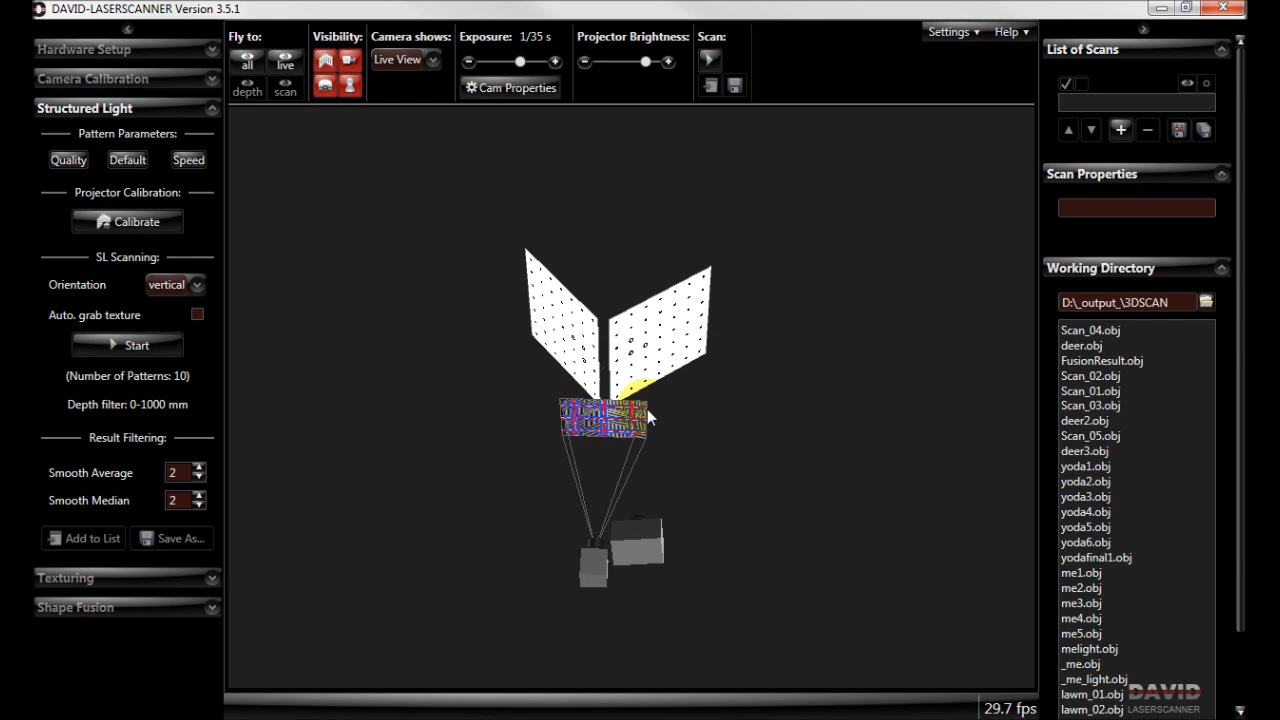 DAVID-LASERSCANNER Version 3.5.1
Hardware Setup
Camera Calibration
Structured Light
Pattern Parameters:
Quality Default Speed
Projector Calibration:
Calibrate
SL Scanning:
Orientation vertical
Auto. grab texture
Start
(Number of Patterns: 10)
Depth filter: 0-1000 mm
Result Filtering:
Smooth Average 2
Smooth Median 2
Add to List Save As...
Texturing
Shape Fusion
Fly to: Visibility: Camera shows: Exposure: 1/35 s Projector Brightness: Scan:
all live Live View
depth scan Cam Properties
Settings Help
29.7 fps
List of Scans
Scan Properties
Working Directory
D:\_output_\3DSCAN
Scan_04.obj
deer.obj
FusionResult.obj
Scan_02.obj
Scan_01.obj
Scan_03.obj
deer2.obj
Scan_05.obj
deer3.obj
yoda1.obj
yoda2.obj
yoda3.obj
yoda4.obj
yoda5.obj
yoda6.obj
yodafinal1.obj
me1.obj
me2.obj
me3.obj
me4.obj
me5.obj
melight.obj
_me.obj
_me_light.obj
lawm_01.obj
lawm_02.obj
DAVID
LASERSCANNER